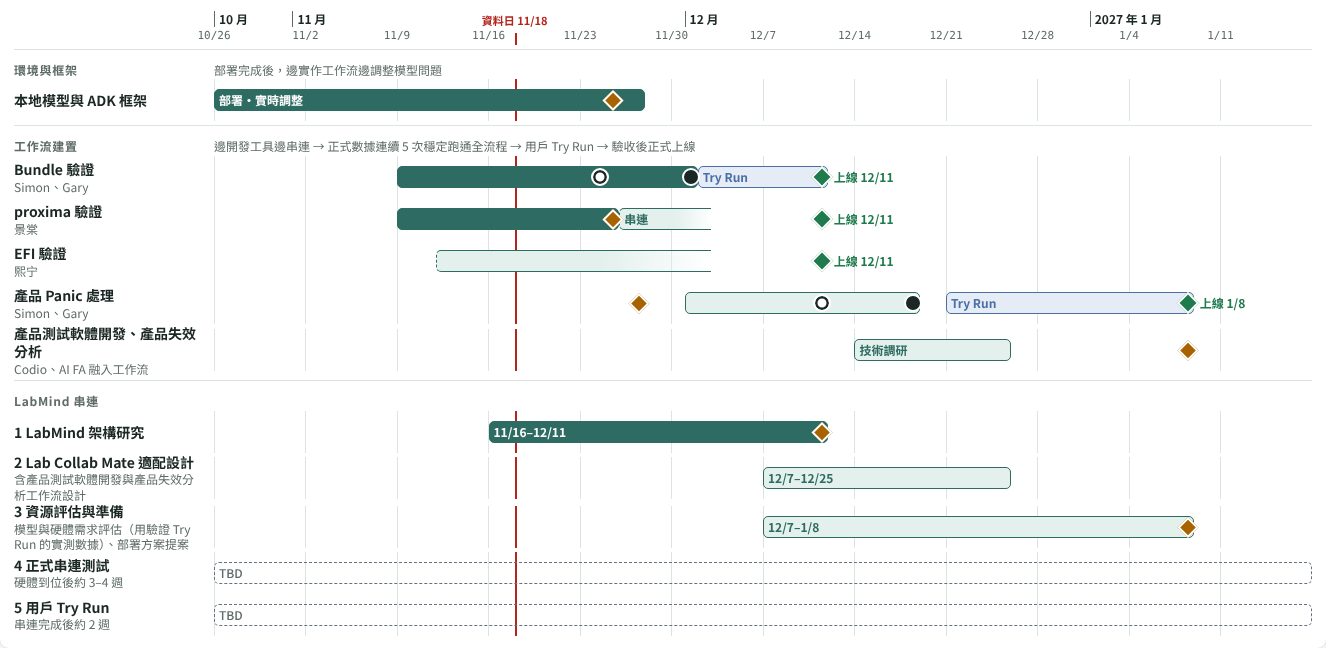 10 月
11 月
資料日 11/18
12 月
2027 年 1 月
10/26
11/2
11/9
11/16
11/23
11/30
12/7
12/14
12/21
12/28
1/4
1/11
環境與框架
部署完成後，邊實作工作流邊調整模型問題
本地模型與 ADK 框架
部署・實時調整
工作流建置
邊開發工具邊串連 → 正式數據連續 5 次穩定跑通全流程 → 用戶 Try Run → 驗收後正式上線
Bundle 驗證
Simon、Gary
Try Run
上線 12/11
proxima 驗證
景棠
串連
上線 12/11
EFI 驗證
熙宁
上線 12/11
產品 Panic 處理
Simon、Gary
Try Run
上線 1/8
產品測試軟體開發、產品失效
分析
Codio、AI FA 融入工作流
技術調研
LabMind 串連
1 LabMind 架構研究
11/16–12/11
2 Lab Collab Mate 適配設計
含產品測試軟體開發與產品失效分
析工作流設計
12/7–12/25
3 資源評估與準備
模型與硬體需求評估（用驗證 Try
Run 的實測數據）、部署方案提案
12/7–1/8
4 正式串連測試
硬體到位後約 3–4 週
TBD
5 用戶 Try Run
串連完成後約 2 週
TBD